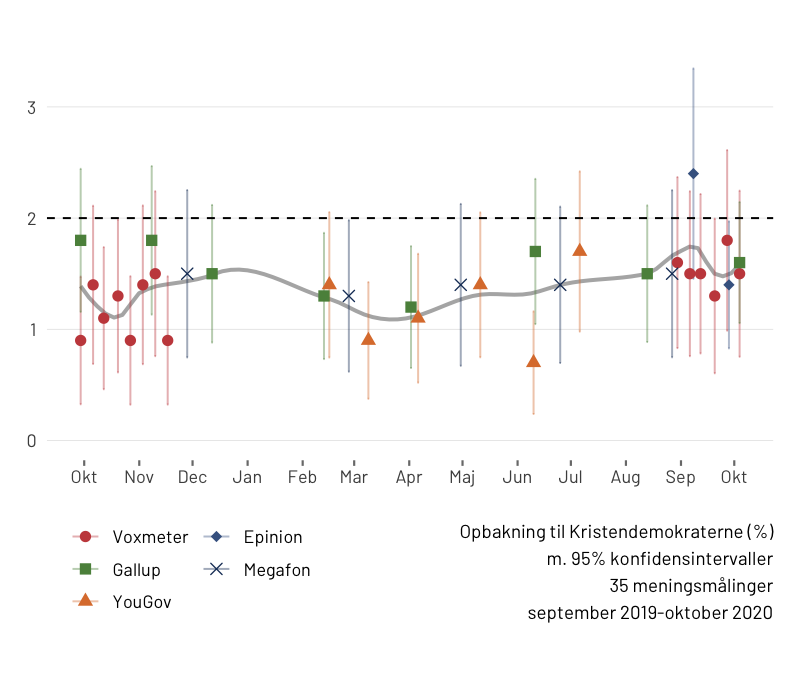 3
2
1
0
Okt Nov Dec Jan Feb Mar Apr Maj Jun Jul Aug Sep Okt
Voxmeter Epinion
Gallup Megafon
YouGov
Opbakning til Kristendemokraterne (%)
m. 95% konfidensintervaller
35 meningsmålinger
september 2019-oktober 2020